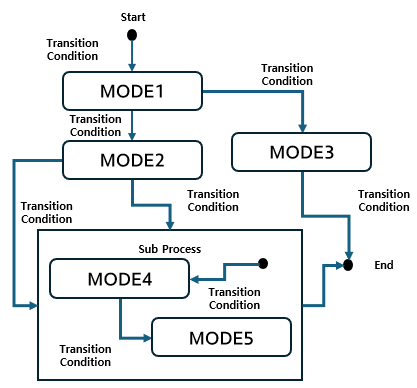 Start
Transition
Condition
MODE1
Transition
Condition
Transition
Condition
MODE2
MODE3
Transition
Condition
Transition
Condition
Transition
Condition
Sub Process
End
MODE4
Transition
Condition
MODE5
Transition
Condition